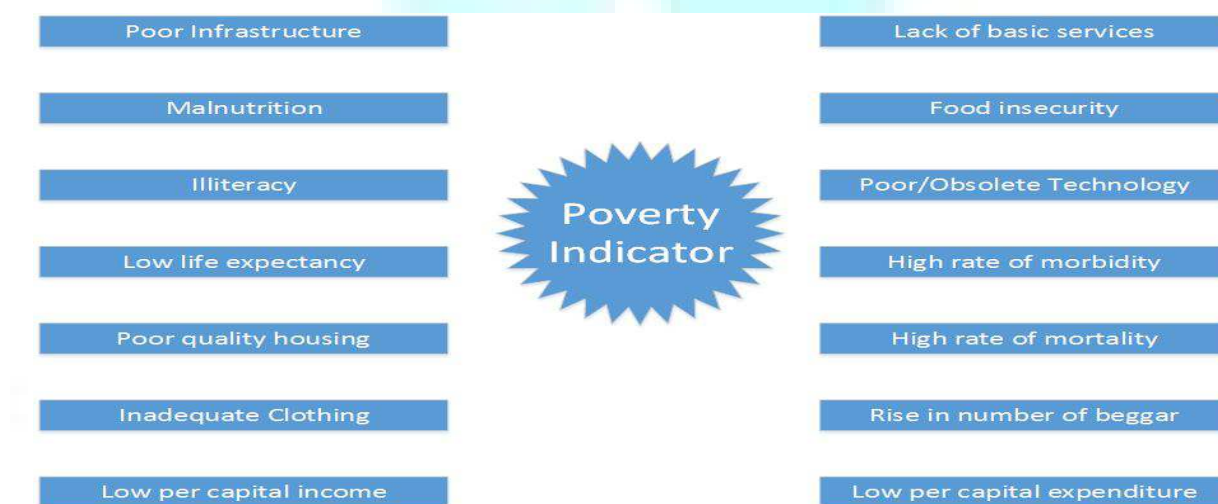 Poor Infrastructure
Malnutrition
Illiteracy
Low life expectancy
Poor quality housing
Inadequate Clothing
Low per capital income
Poverty
Indicator
Lack of basic services
Food insecurity
Poor/Obsolete Technology
High rate of morbidity
High rate of mortality
Rise in number of beggar
Low per capital expenditure